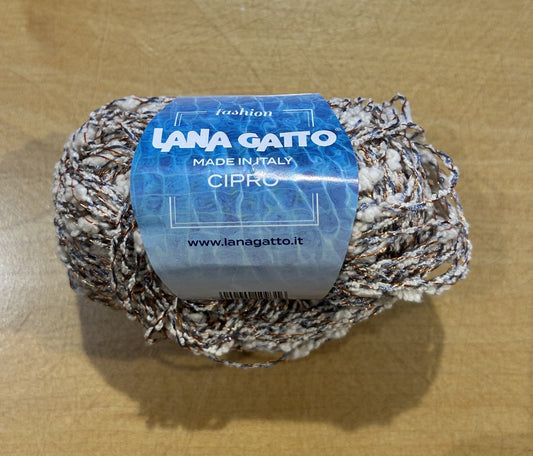 fashion
LANA GATTO
MADE IN ITALY
CIPRO
www.lanagatto.it